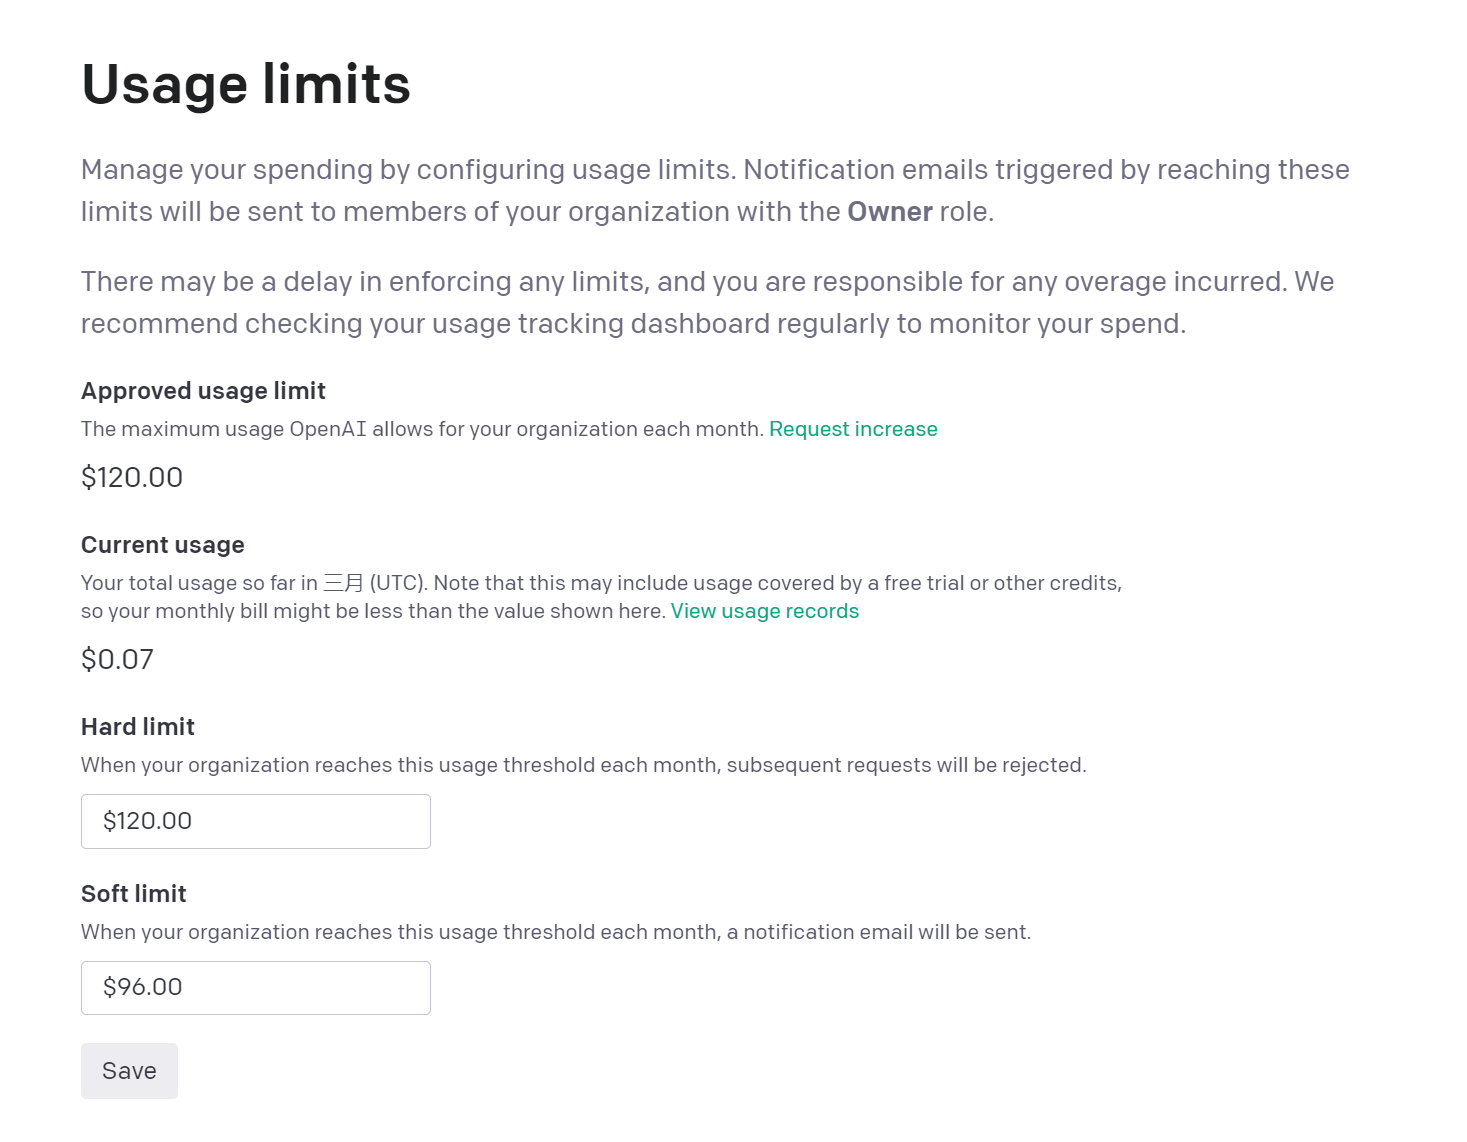 Usage limits
Manage your spending by configuring usage limits. Notification emails triggered by reaching these
limits will be sent to members of your organization with the Owner role.
There may be a delay in enforcing any limits, and you are responsible for any overage incurred. We
recommend checking your usage tracking dashboard regularly to monitor your spend.
Approved usage limit
The maximum usage OpenAI allows for your organization each month. Request increase
$120.00
Current usage
Your total usage so far in 三月 (UTC). Note that this may include usage covered by a free trial or other credits,
so your monthly bill might be less than the value shown here. View usage records
$0.07
Hard limit
When your organization reaches this usage threshold each month, subsequent requests will be rejected.
$120.00
Soft limit
When your organization reaches this usage threshold each month, a notification email will be sent.
$96.00
Save